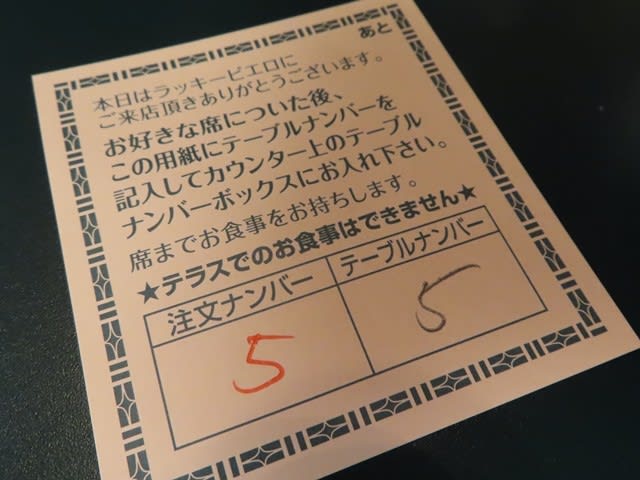 あと
本日はラッキーピエロに
ご来店頂きありがとうございます。
お好きな席についた後、
この用紙にテーブルナンバーを
記入してカウンター上のテーブル
ナンバーボックスにお入れ下さい。
席までお食事をお持ちします。
★テラスでのお食事はできません★
注文ナンバー テーブルナンバー
5 5